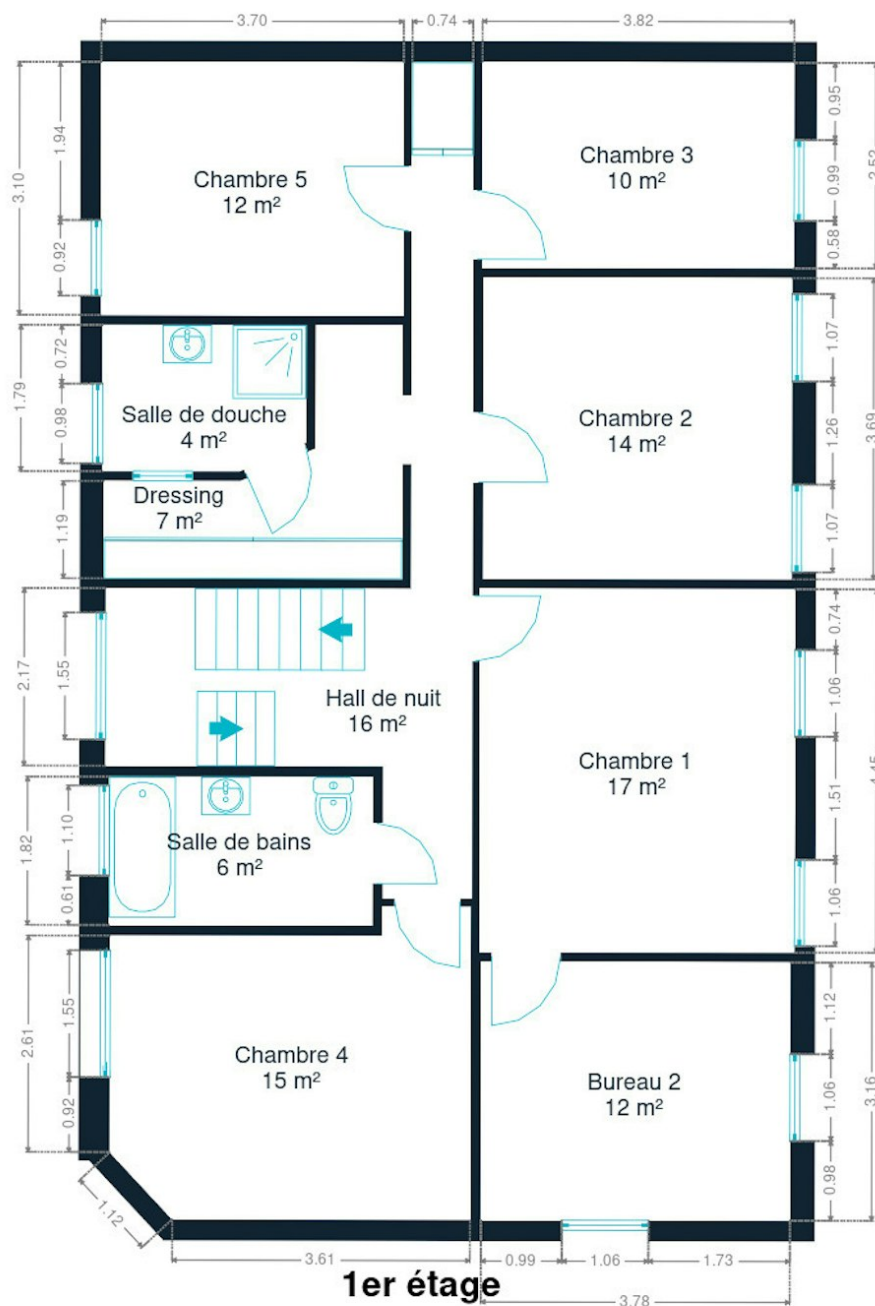 3.70
0.74
3.82
3.10
1.94
0.92
Chambre 5
12 m²
Chambre 3
10 m²
0.95
0.99
0.58
1.79
0.72
0.98
Salle de douche
4 m²
Chambre 2
14 m²
1.07
1.26
1.07
3.69
Dressing
7 m²
1.19
2.17
1.55
Hall de nuit
16 m²
Chambre 1
17 m²
0.74
1.06
1.51
1.06
1.82
1.10
0.61
Salle de bains
6 m²
2.61
1.55
0.92
Chambre 4
15 m²
Bureau 2
12 m²
1.12
1.06
0.98
3.16
1.12
3.61
0.99
1.06
1.73
3.78
1er étage